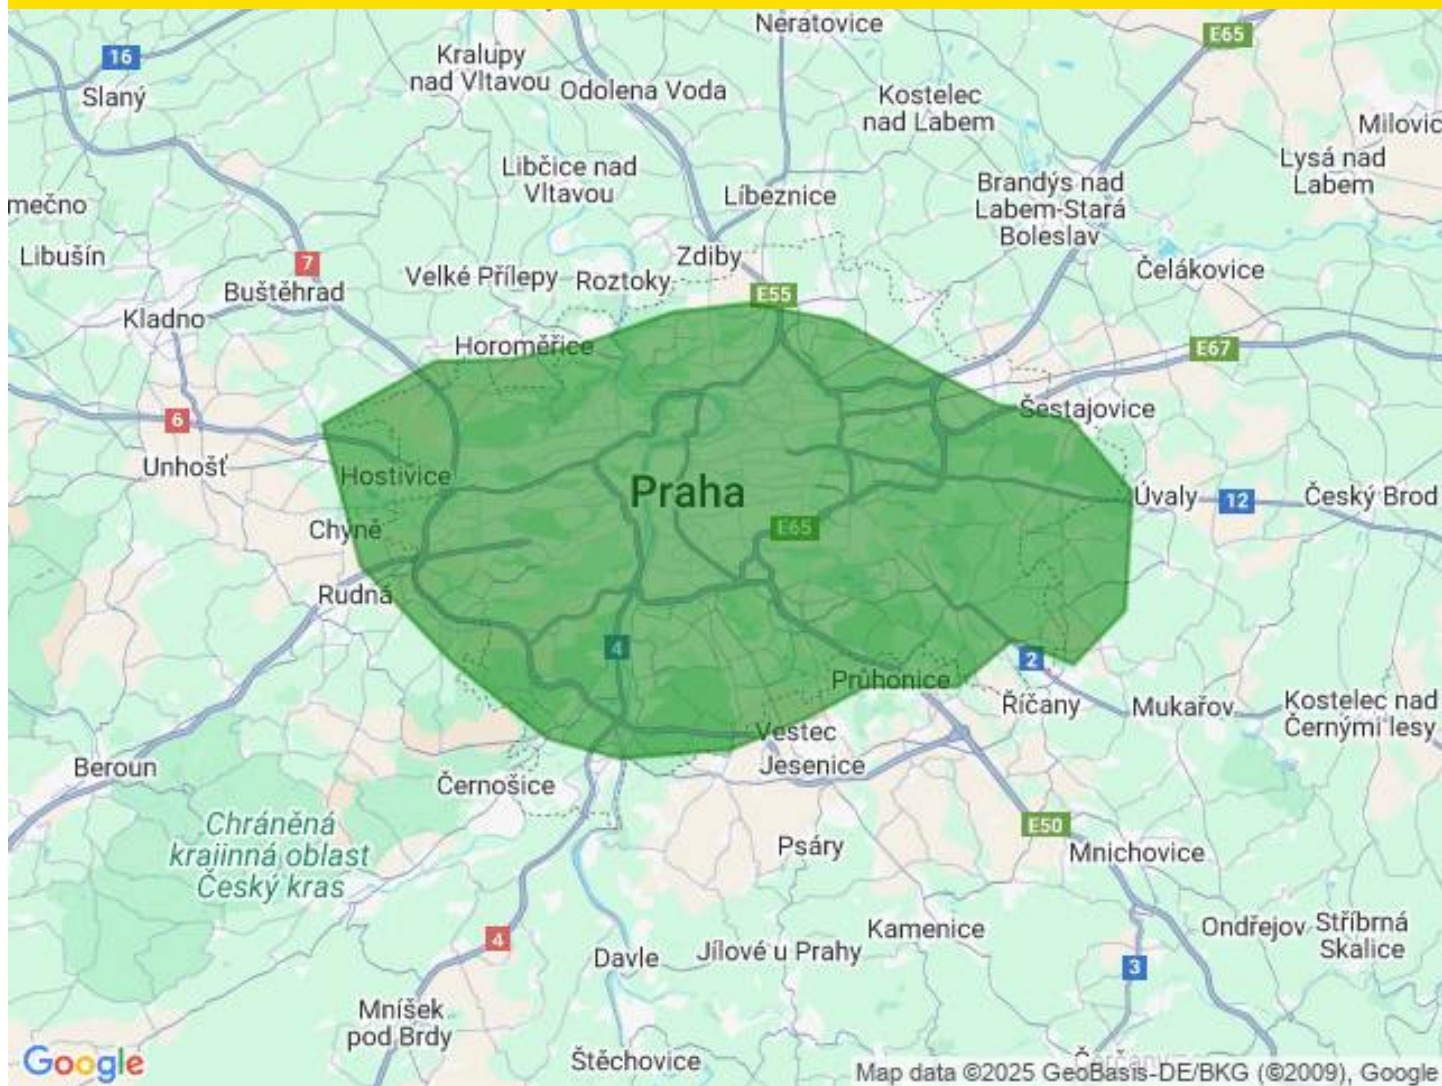 Neratovice
E65
16
Kralupy
nad Vltavou
Odolena Voda
Slaný
Kostelec
nad Labem
Milovic
Libčice nad
Vltavou
Líbeznice
Brandýs nad
Labem-Stará
Boleslav
Lysá nad
Labem
mečno
Libušín
7
Zdiby
Čelákovice
Velké Přílepy
Roztoky
Buštěhrad
E55
Kladno
Horoměřice
E67
6
Šestajovice
Unhošť
Hostivice
Praha
Úvaly
12
Český Brod
Chýně
E65
Rudná
4
2
Průhonice
Říčany
Mukařov
Kostelec nad
Černými lesy
Vestec
Jesenice
Beroun
Černošice
Chráněná
krajinná oblast
Český kras
E50
Psáry
Mnichovice
4
Davle
Jílové u Prahy
Kamenice
Ondřejov
Stříbrná
Skalice
3
Mníšek
pod Brdy
Štěchovice
Google
Map data ©2025 GeoBasis-DE/BKG (©2009), Google